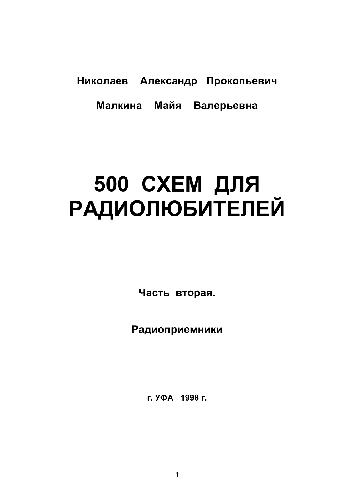 Николаев Александр Прокопьевич
Малкина Майя Валерьевна
500 СХЕМ ДЛЯ
РАДИОЛЮБИТЕЛЕЙ
Часть вторая.
Радиоприемники
г. УФА 1998 г.
1